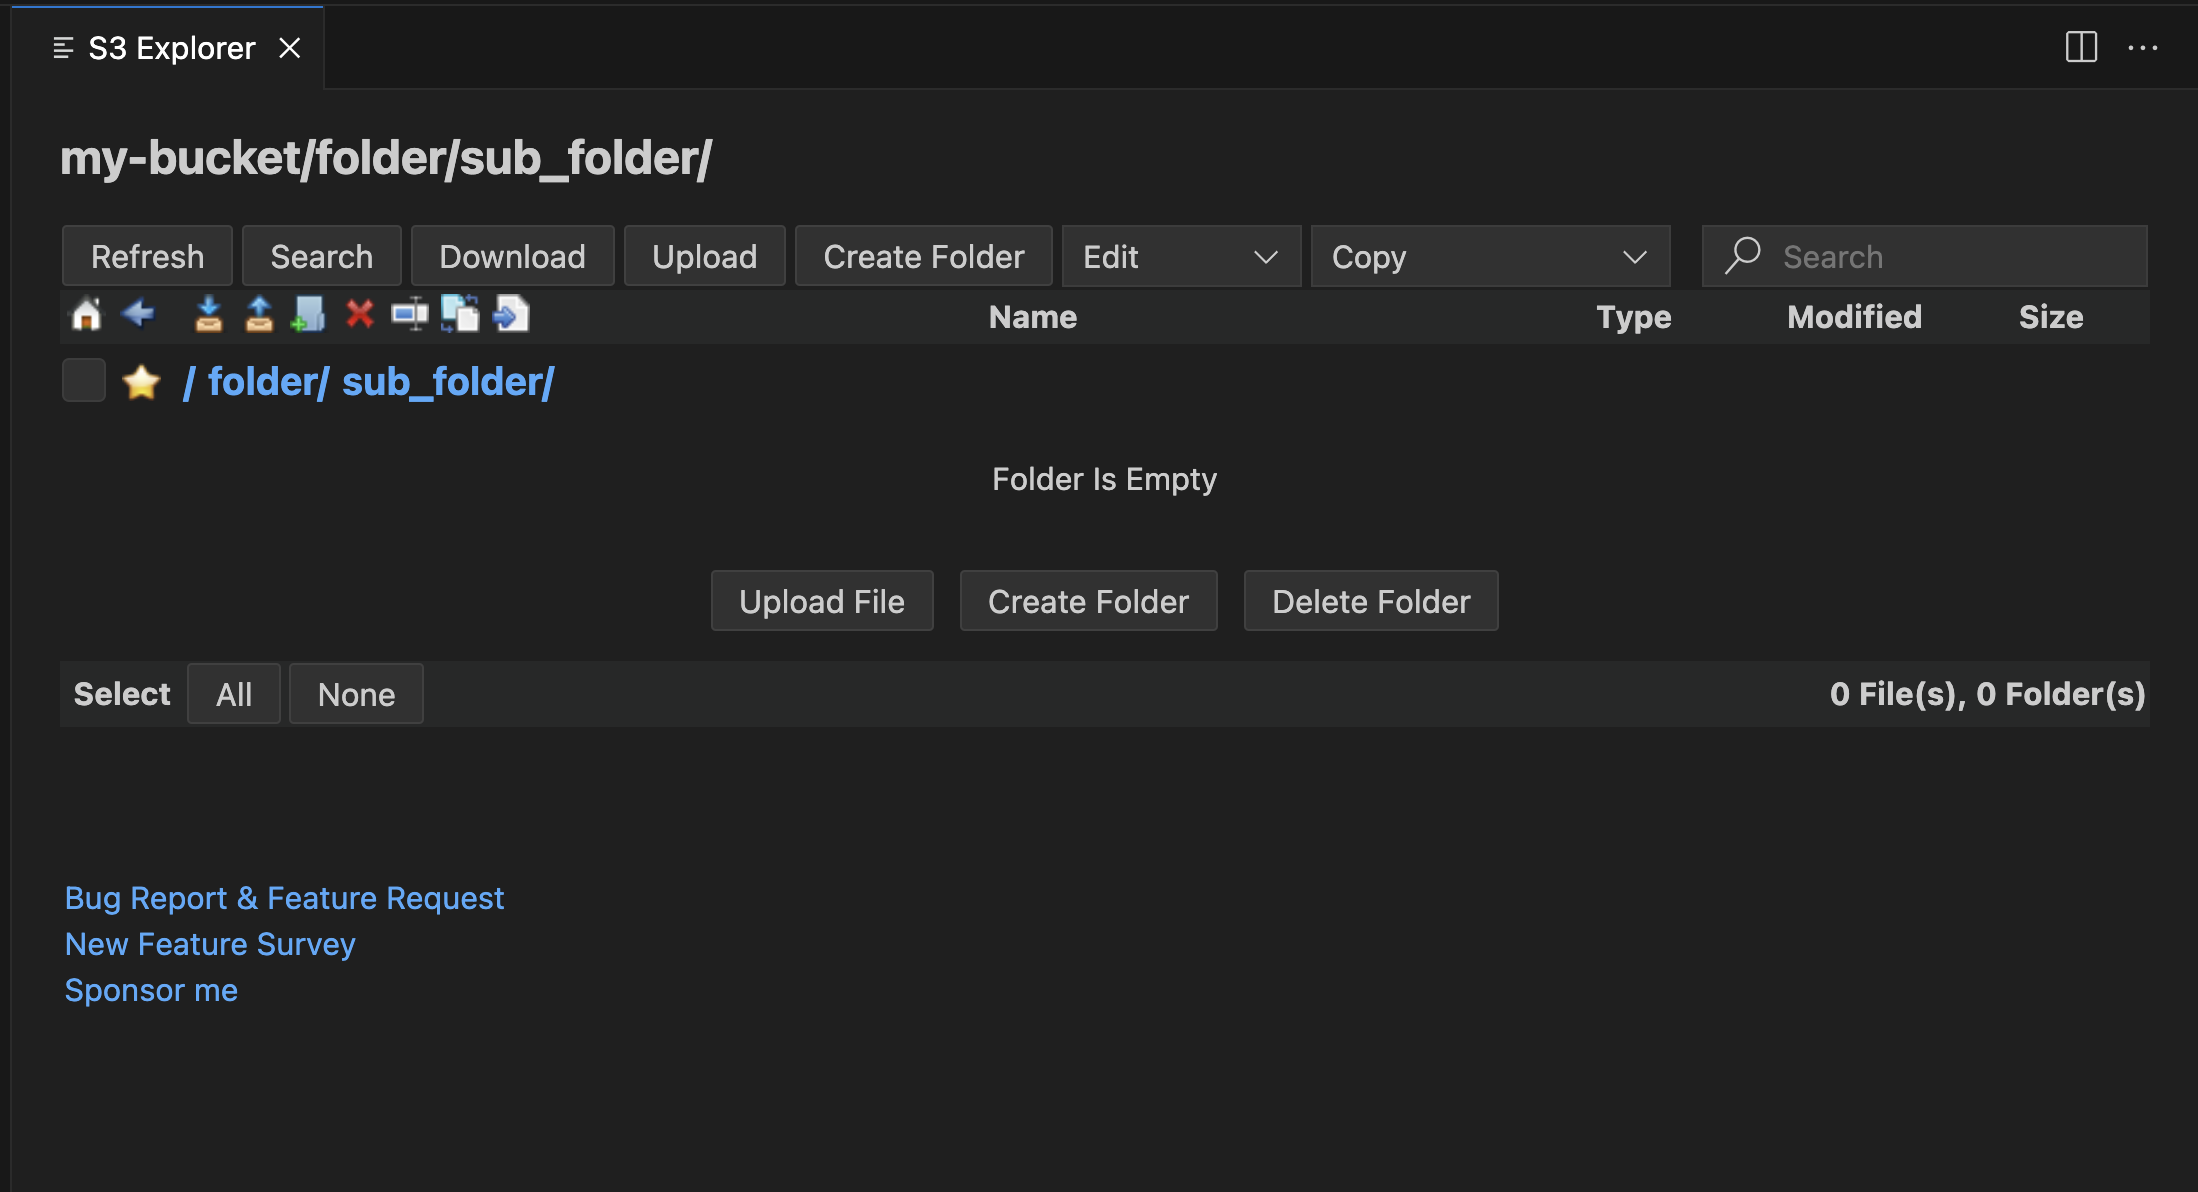 S3 Explorer
my-bucket/folder/sub_folder/
Refresh Search Download Upload Create Folder Edit Copy Search
Name Type Modified Size
/ folder/ sub_folder/
Folder Is Empty
Upload File Create Folder Delete Folder
Select All None 0 File(s), 0 Folder(s)
Bug Report & Feature Request
New Feature Survey
Sponsor me